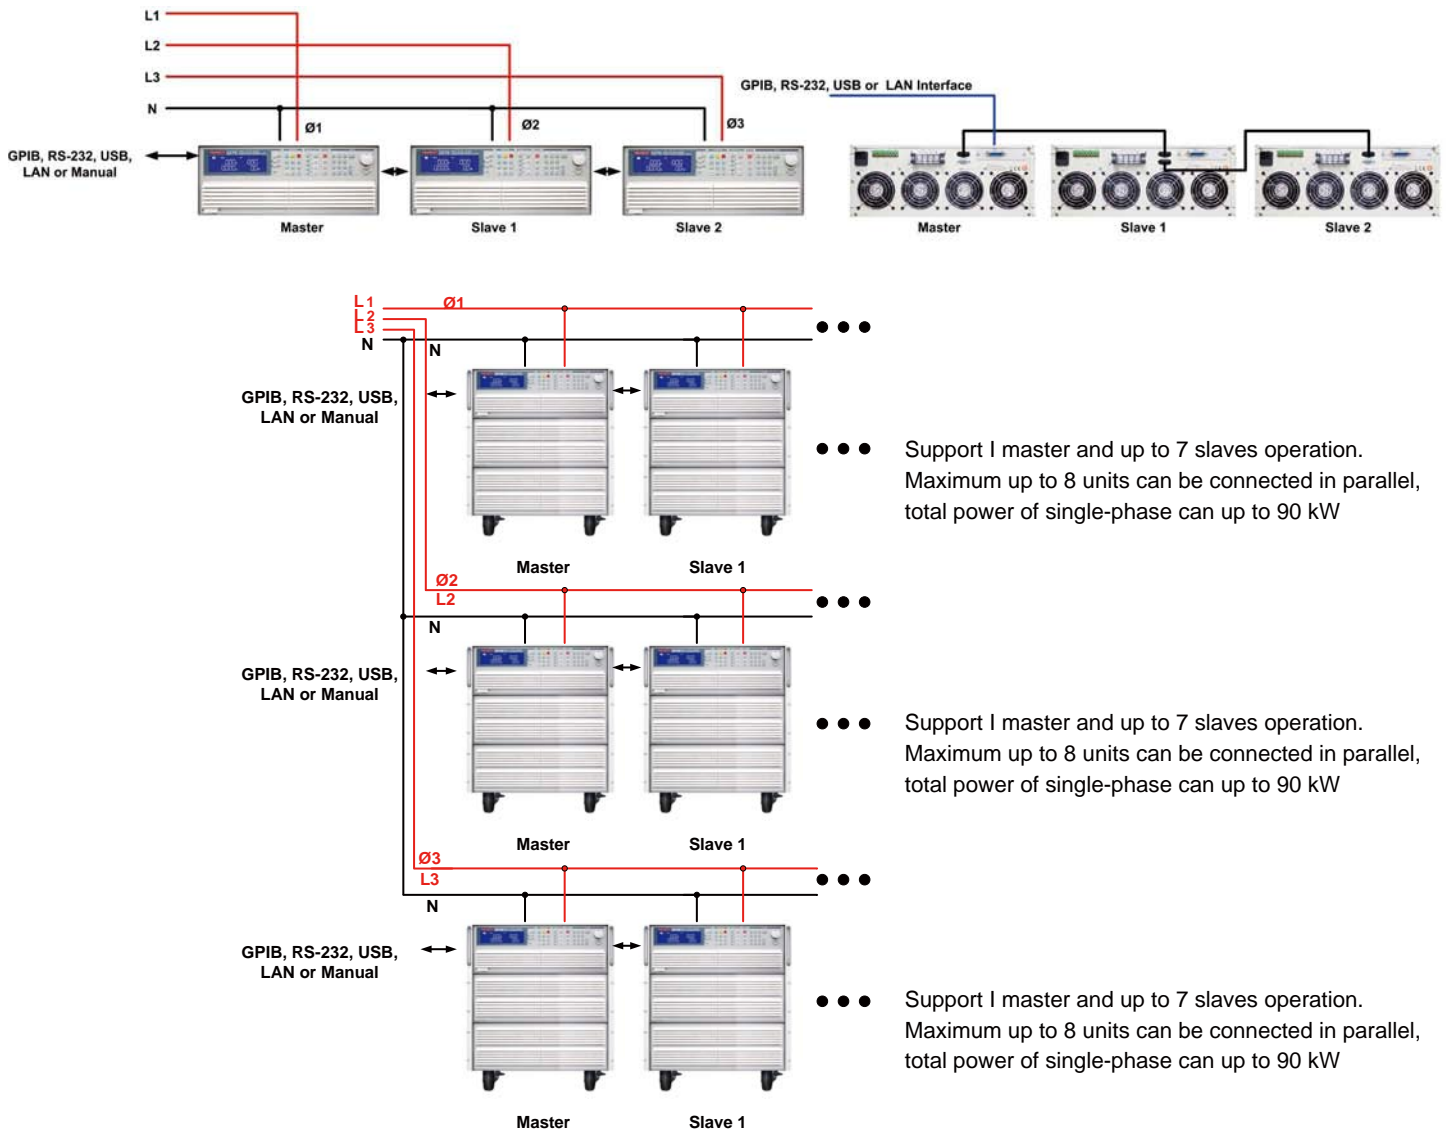 L1
L2
L3
N
Ø1
Ø2
Ø3
GPIB, RS-232, USB,
LAN or Manual
Master
Slave 1
Slave 2
GPIB, RS-232, USB or LAN Interface
Master
Slave 1
Slave 2
L1
L2
L3
N
Ø1
N
GPIB, RS-232, USB,
LAN or Manual
Master
Slave 1
Support I master and up to 7 slaves operation.
Maximum up to 8 units can be connected in parallel,
total power of single-phase can up to 90 kW
Ø2
L2
N
GPIB, RS-232, USB,
LAN or Manual
Master
Slave 1
Support I master and up to 7 slaves operation.
Maximum up to 8 units can be connected in parallel,
total power of single-phase can up to 90 kW
Ø3
L3
N
GPIB, RS-232, USB,
LAN or Manual
Master
Slave 1
Support I master and up to 7 slaves operation.
Maximum up to 8 units can be connected in parallel,
total power of single-phase can up to 90 kW